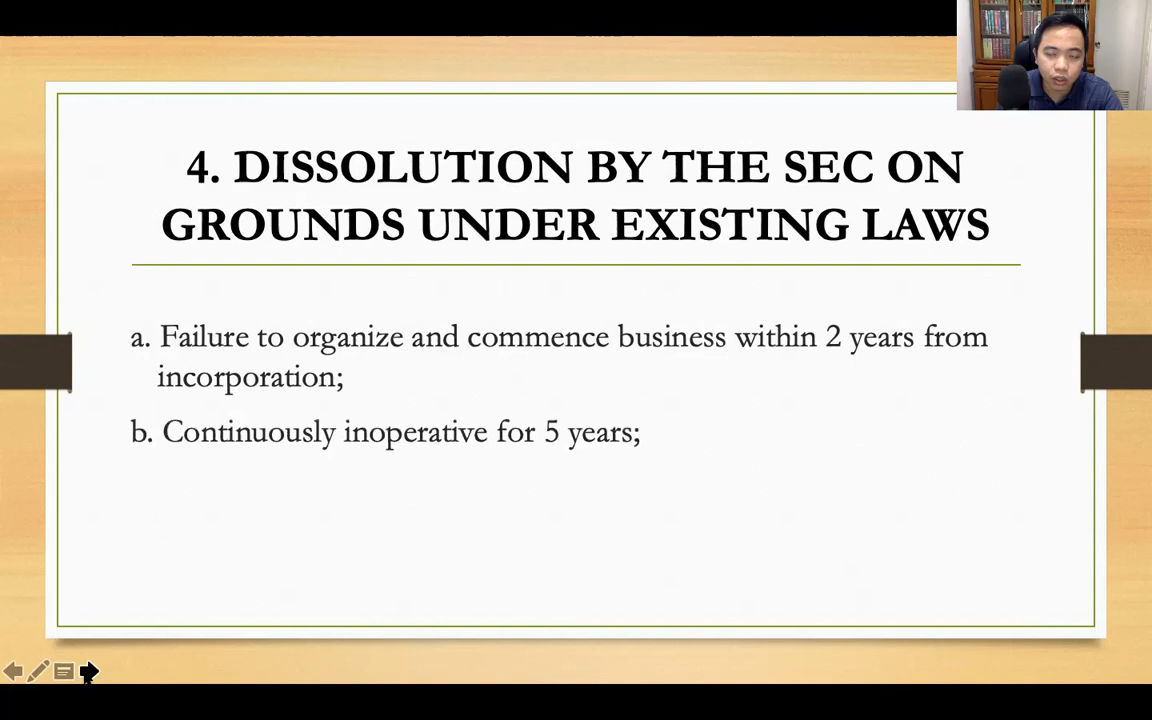 4. DISSOLUTION BY THE SEC ON
GROUNDS UNDER EXISTING LAWS
a. Failure to organize and commence business within 2 years from
incorporation;
b. Continuously inoperative for 5 years;